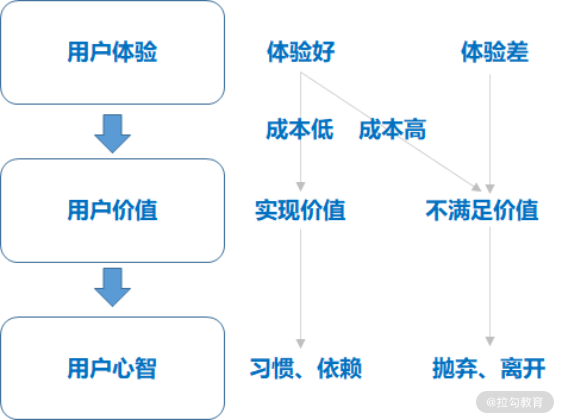 用户体验 体验好 体验差
成本低 成本高
用户价值 实现价值 不满足价值
用户心智 习惯、依赖 抛弃、离开
@拉勾教育